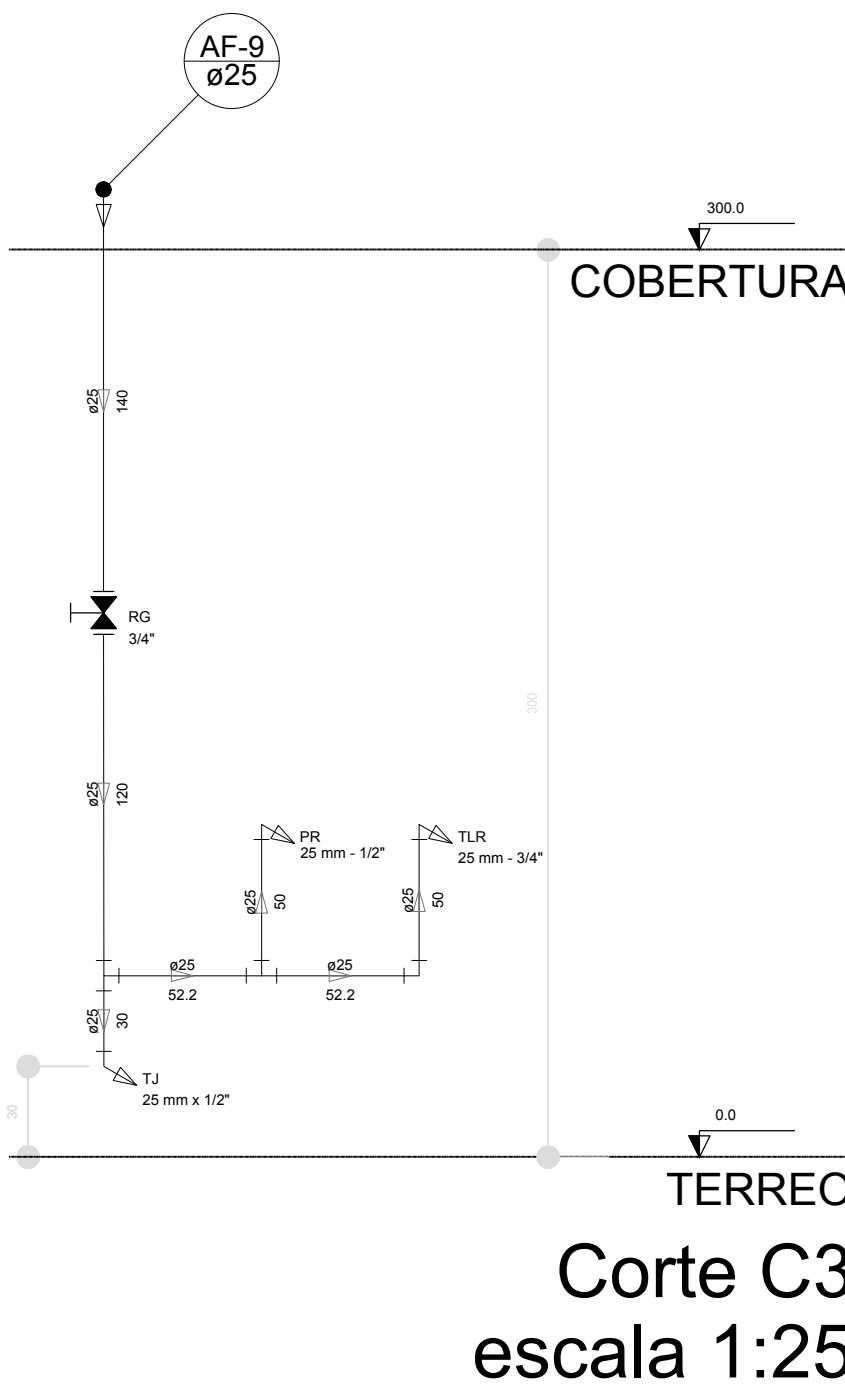 AF-9
ø25
300.0
COBERTURA
ø25
140
RG
3/4"
300
ø25
120
PR
25 mm - 1/2"
TLR
25 mm - 3/4"
ø25
50
ø25
50
ø25
52.2
ø25
52.2
ø25
30
TJ
25 mm x 1/2"
30
0.0
TERREO
Corte C3
escala 1:25